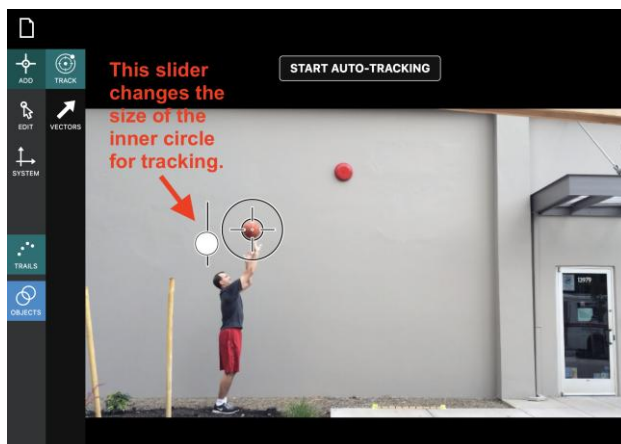 START AUTO-TRACKING
ADD
TRACK
This slider
changes the
size of the
inner circle
for tracking.
EDIT
VECTORS
SYSTEM
TRAILS
OBJECTS